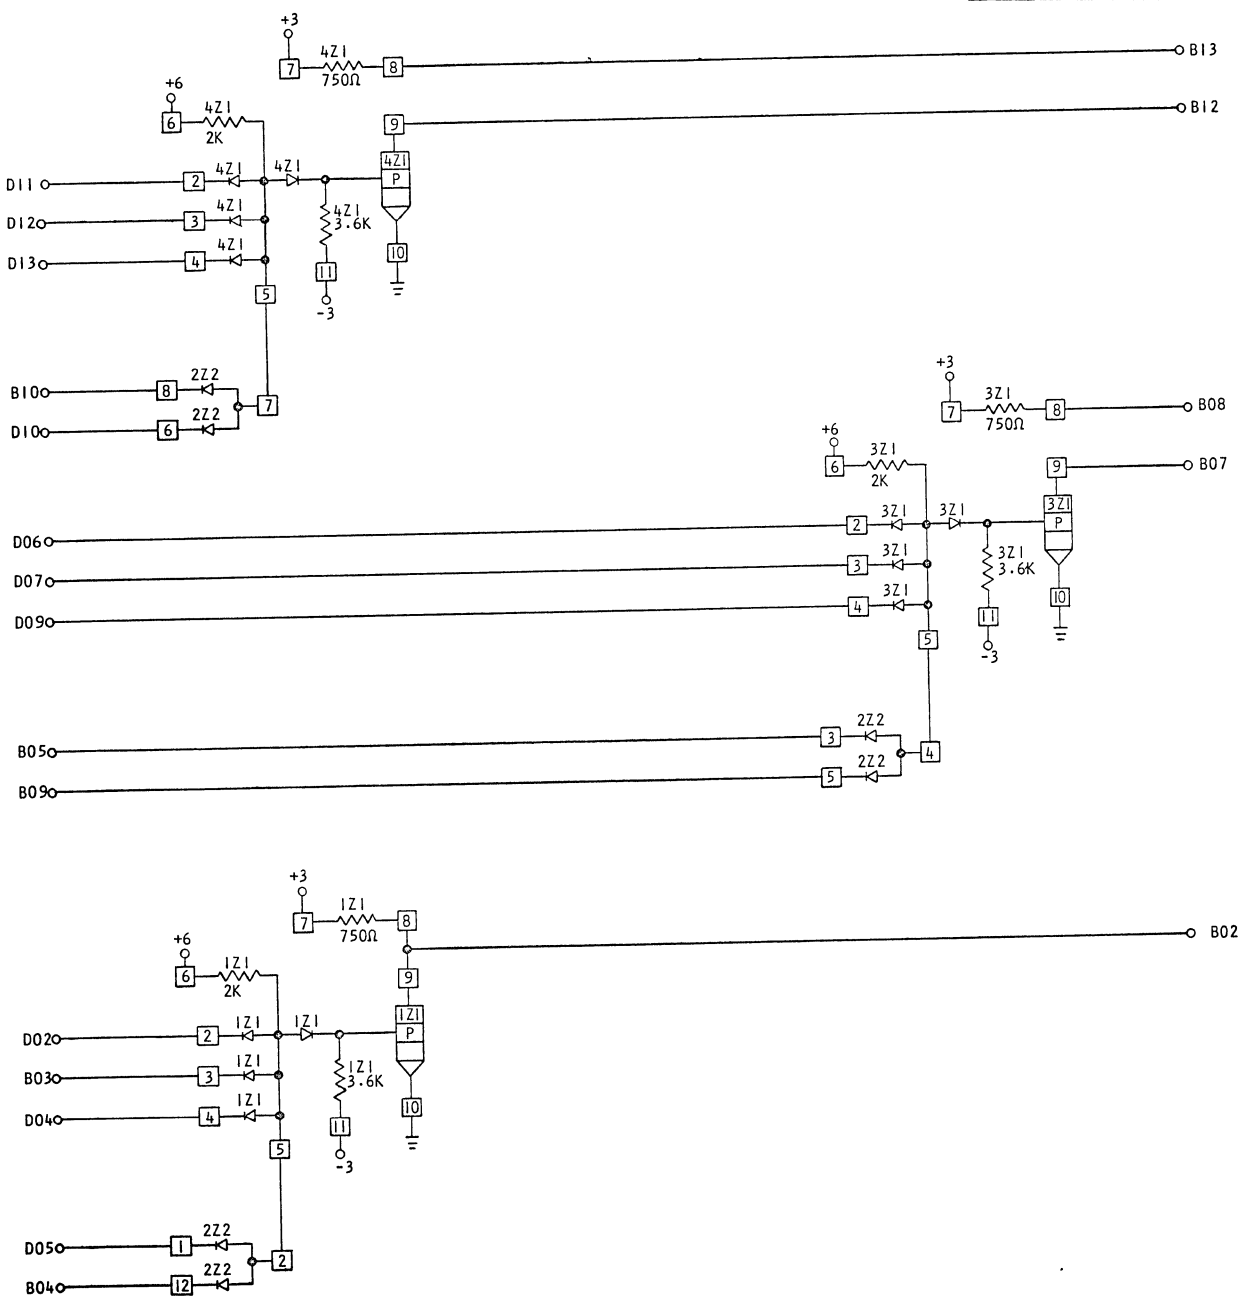 +3
7
4Z1
750Ω
8
B13
+6
6
4Z1
2K
9
B12
D11
2
4Z1
4Z1
4Z1
P
D12
3
4Z1
4Z1
3.6K
D13
4
4Z1
10
11
-3
5
B10
8
2Z2
7
D10
6
2Z2
+3
7
3Z1
750Ω
8
B08
+6
6
3Z1
2K
9
B07
D06
2
3Z1
3Z1
3Z1
P
D07
3
3Z1
3Z1
3.6K
D09
4
3Z1
10
11
-3
5
B05
3
2Z2
4
B09
5
2Z2
+3
7
1Z1
750Ω
8
B02
+6
6
1Z1
2K
9
D02
2
1Z1
1Z1
1Z1
P
B03
3
1Z1
1Z1
3.6K
D04
4
1Z1
10
11
-3
5
D05
1
2Z2
2
B04
12
2Z2